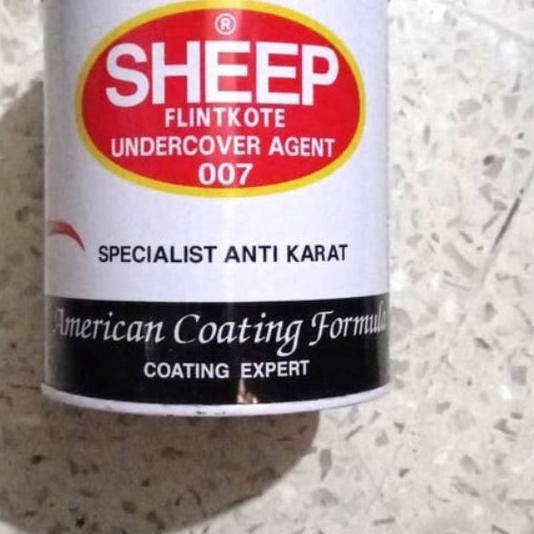 ®
SHEEP
FLINTKOTE
UNDERCOVER AGENT
007
SPECIALIST ANTI KARAT
American Coating Formula
COATING EXPERT